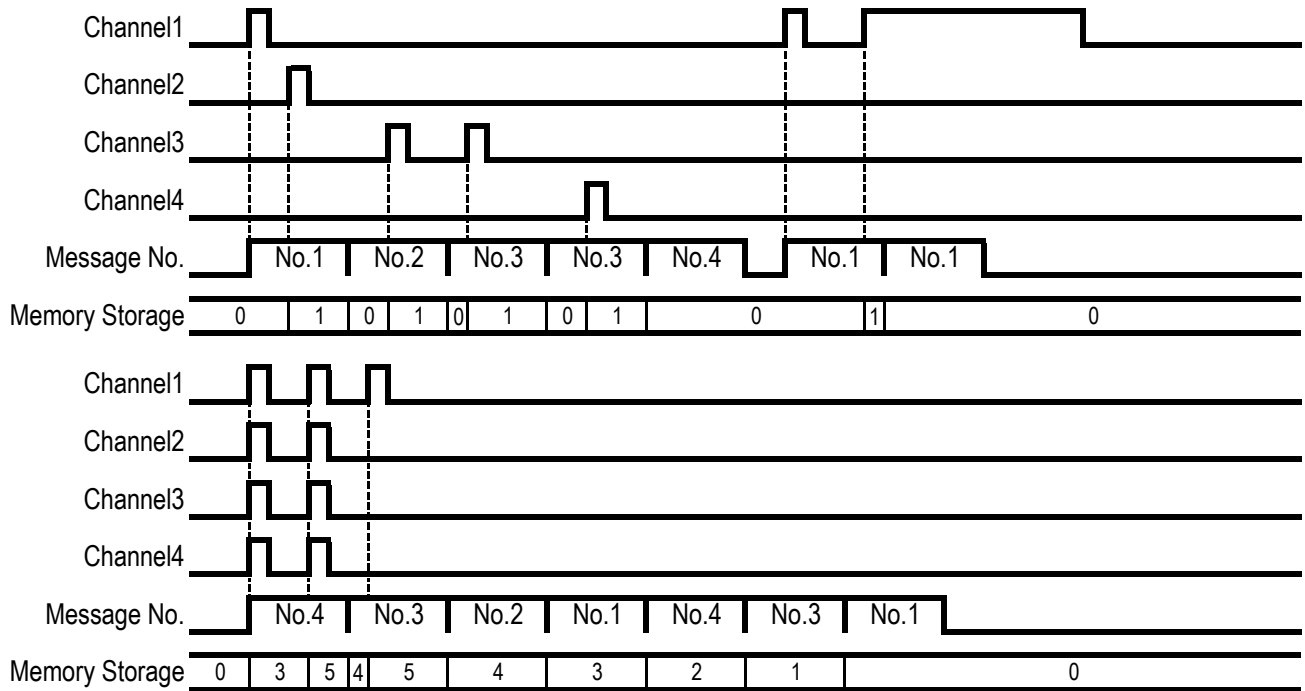 Channel1
Channel2
Channel3
Channel4
Message No. No.1 No.2 No.3 No.3 No.4 No.1 No.1
Memory Storage 0 1 0 1 0 1 0 1 0 1 0
Channel1
Channel2
Channel3
Channel4
Message No. No.4 No.3 No.2 No.1 No.4 No.3 No.1
Memory Storage 0 3 5 4 5 4 3 2 1 0